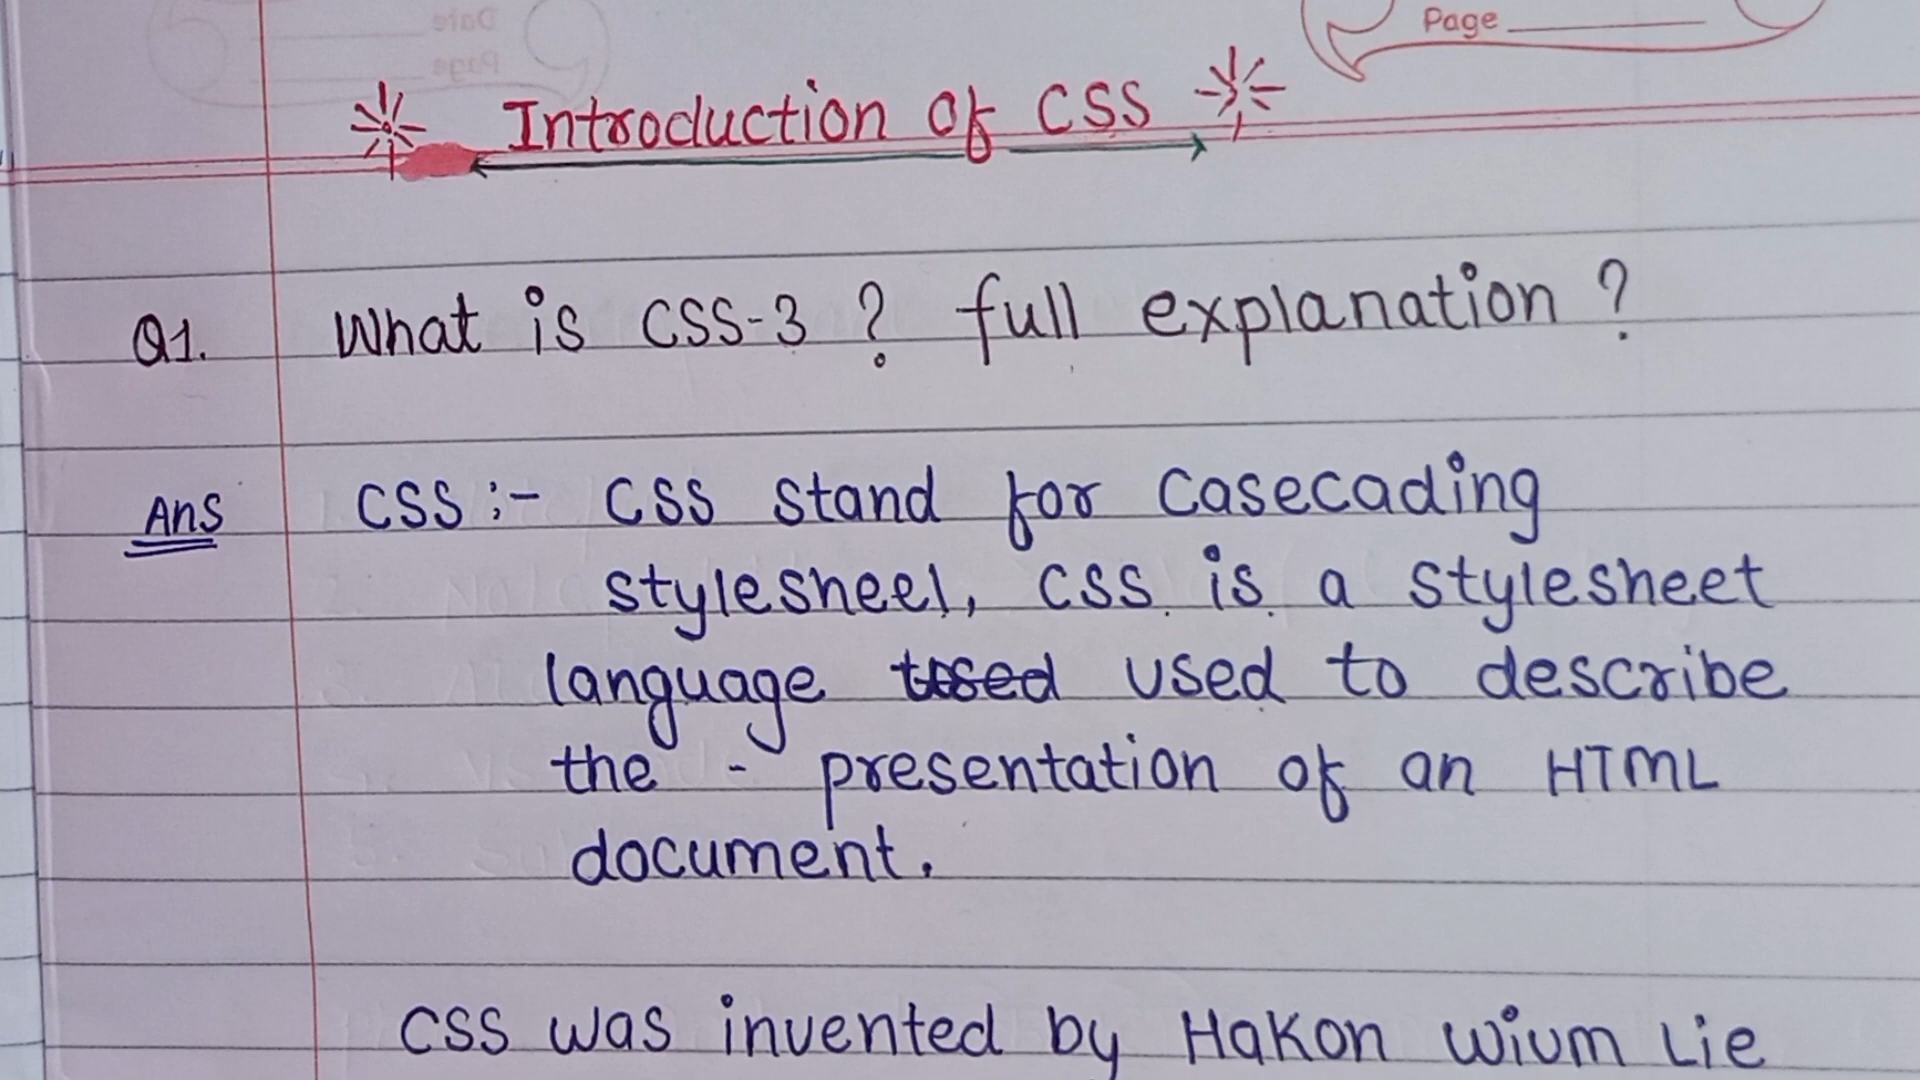 Page
Introduction of CSS
Q1. What is CSS-3 ? full explanation ?
Ans CSS :- CSS stand for Casecading
stylesheel, CSS is a stylesheet
language used used to describe
the - presentation of an HTML
document.
CSS was invented by Hakon Wium Lie